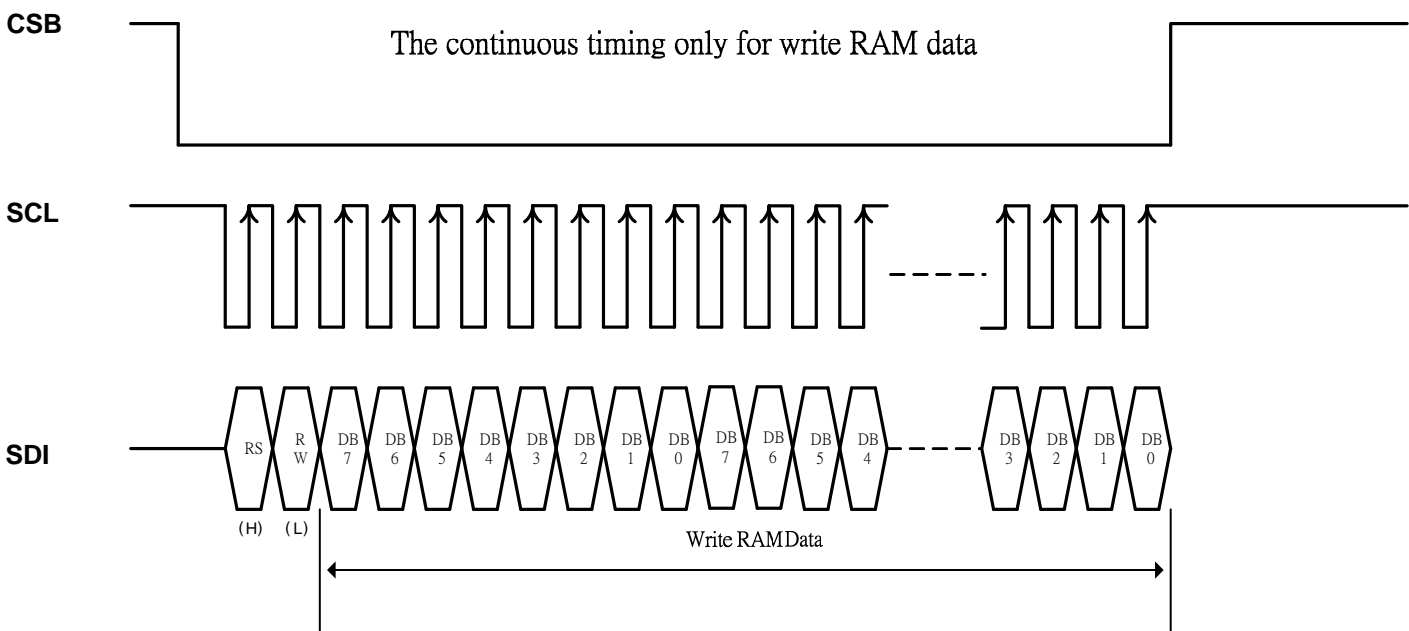 CSB
The continuous timing only for write RAM data
SCL
SDI
RS R W DB 7 DB 6 DB 5 DB 4 DB 3 DB 2 DB 1 DB 0 DB 7 DB 6 DB 5 DB 4 DB 3 DB 2 DB 1 DB 0
(H) (L)
Write RAM Data